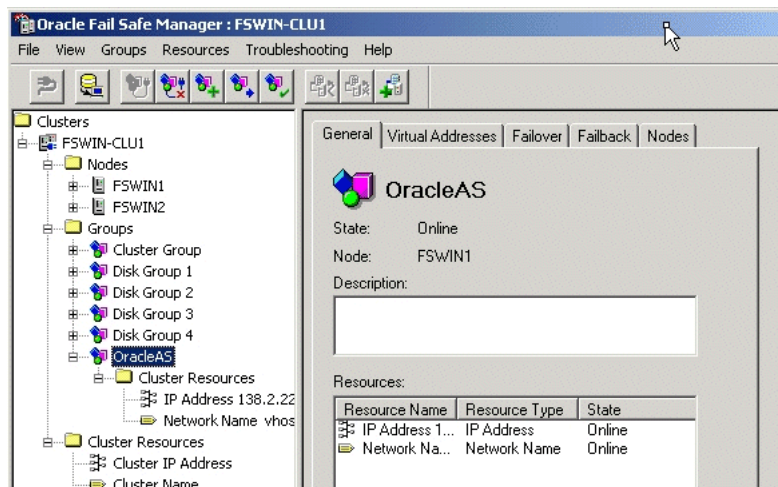 Oracle Fail Safe Manager : FSWIN-CLU1
File View Groups Resources Troubleshooting Help
Clusters
FSWIN-CLU1
Nodes
FSWIN1
FSWIN2
Groups
Cluster Group
Disk Group 1
Disk Group 2
Disk Group 3
Disk Group 4
OracleAS
Cluster Resources
IP Address 138.2.22
Network Name vhos
Cluster Resources
Cluster IP Address
Cluster Name
General Virtual Addresses Failover Failback Nodes
OracleAS
State: Online
Node: FSWIN1
Description:
Resources:
Resource Name Resource Type State
IP Address 1... IP Address Online
Network Na... Network Name Online